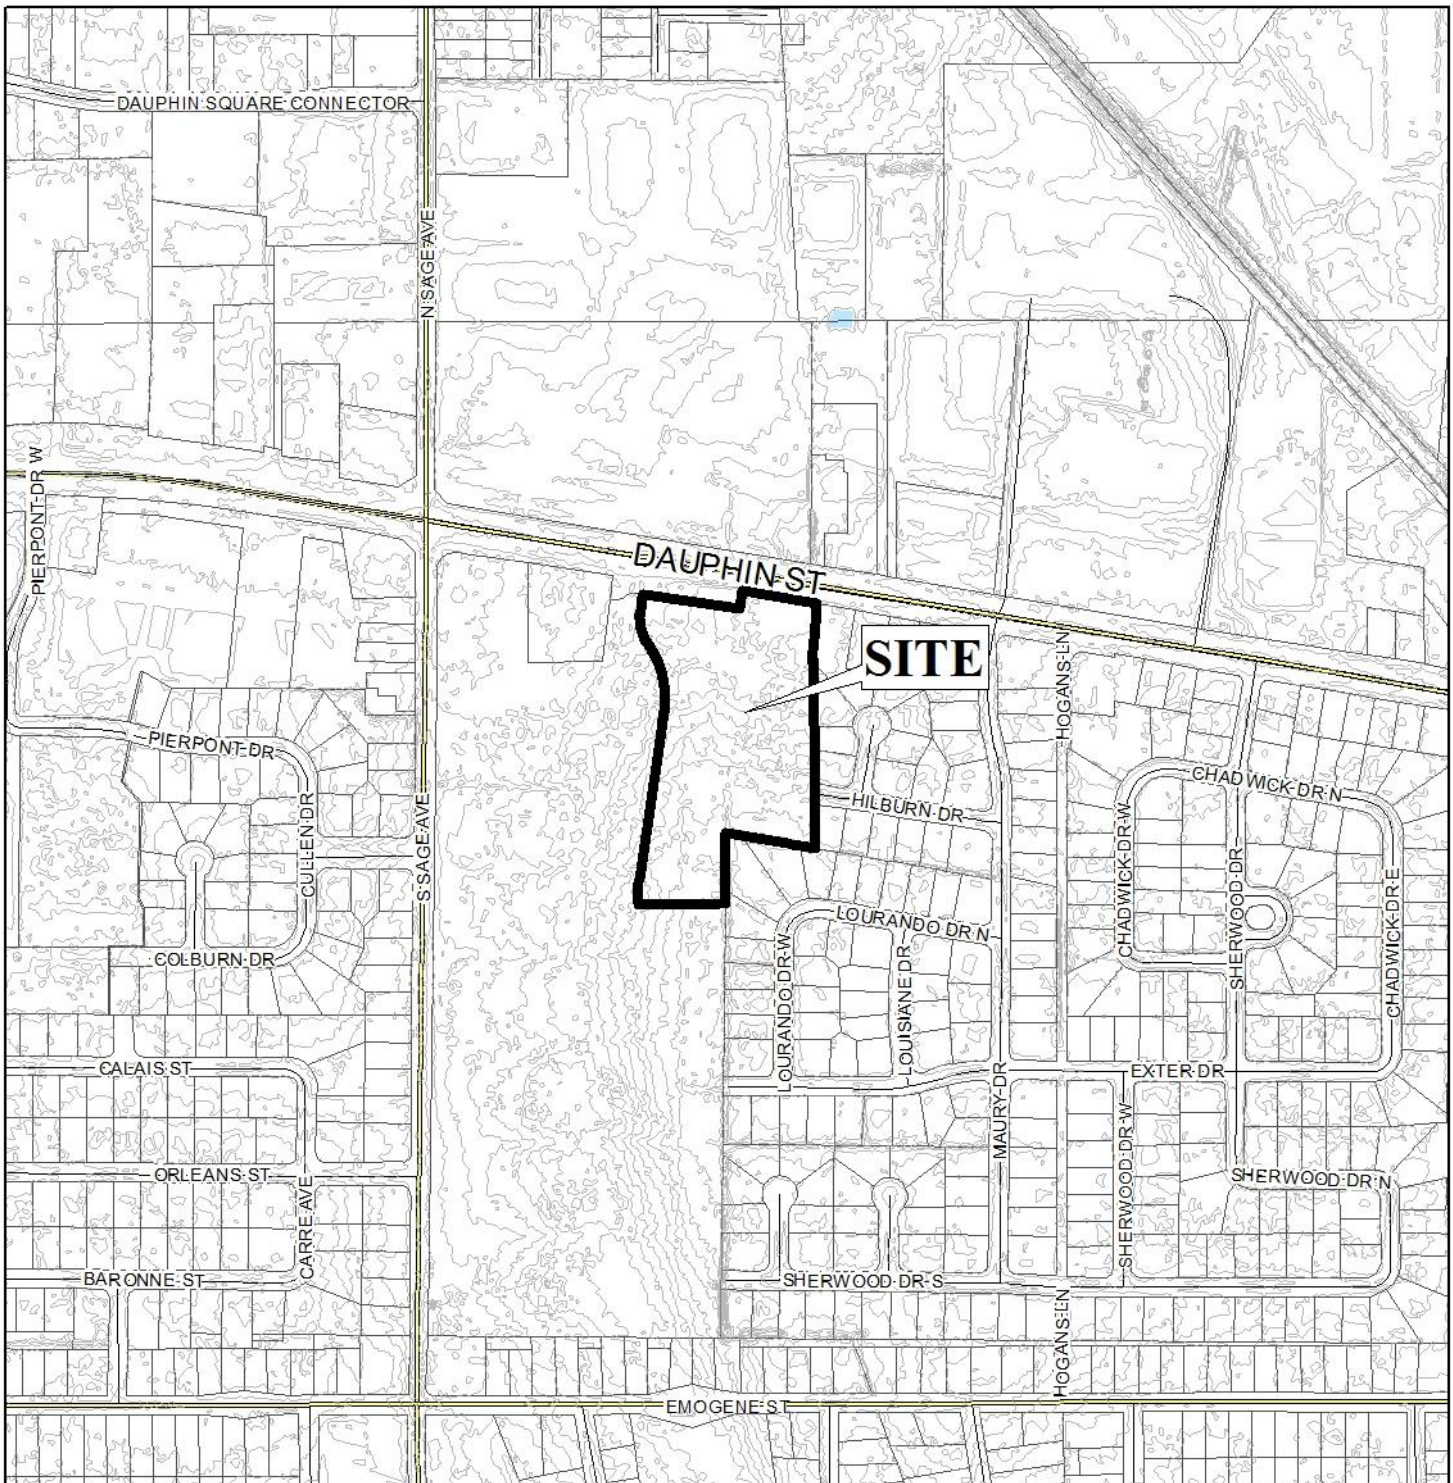 DAUPHIN SQUARE CONNECTOR
N SAGE AVE
PIERPONT DR W
DAUPHIN ST
SITE
HOGANS LN
PIERPONT DR
CHADWICK DR N
HILBURN DR
CULLEN DR
S SAGE AVE
CHADWICK DR W
SHERWOOD DR
CHADWICK DR E
LOURANDO DR N
COLBURN DR
LOURANDO DR W
LOUISIANE DR
CALAIS ST
EXTER DR
MAURY DR
SHERWOOD DR W
ORLEANS ST
SHERWOOD DR N
CARRE AVE
BARONNE ST
SHERWOOD DR S
HOGANS LN
EMOGENE ST